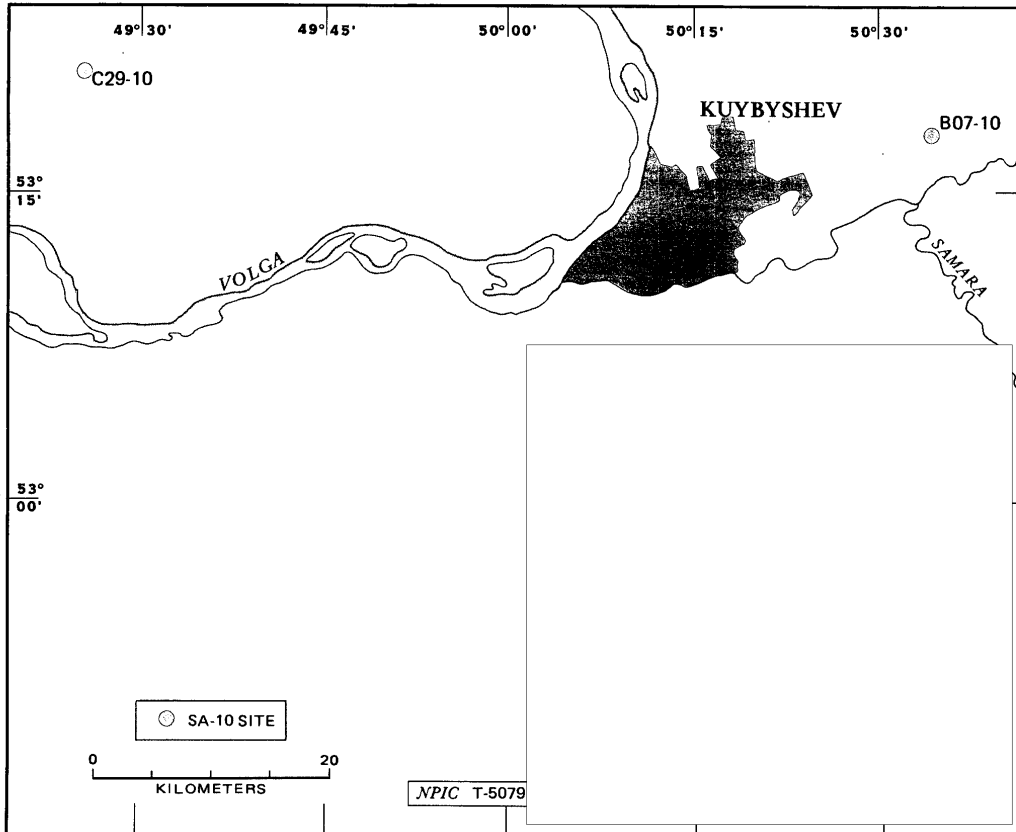 49°30' 49°45' 50°00' 50°15' 50°30'
C29-10
KUYBYSHEV
B07-10
53°
15'
VOLGA
SAMARA
53°
00'
SA-10 SITE
0 20
KILOMETERS
NPIC T-5079